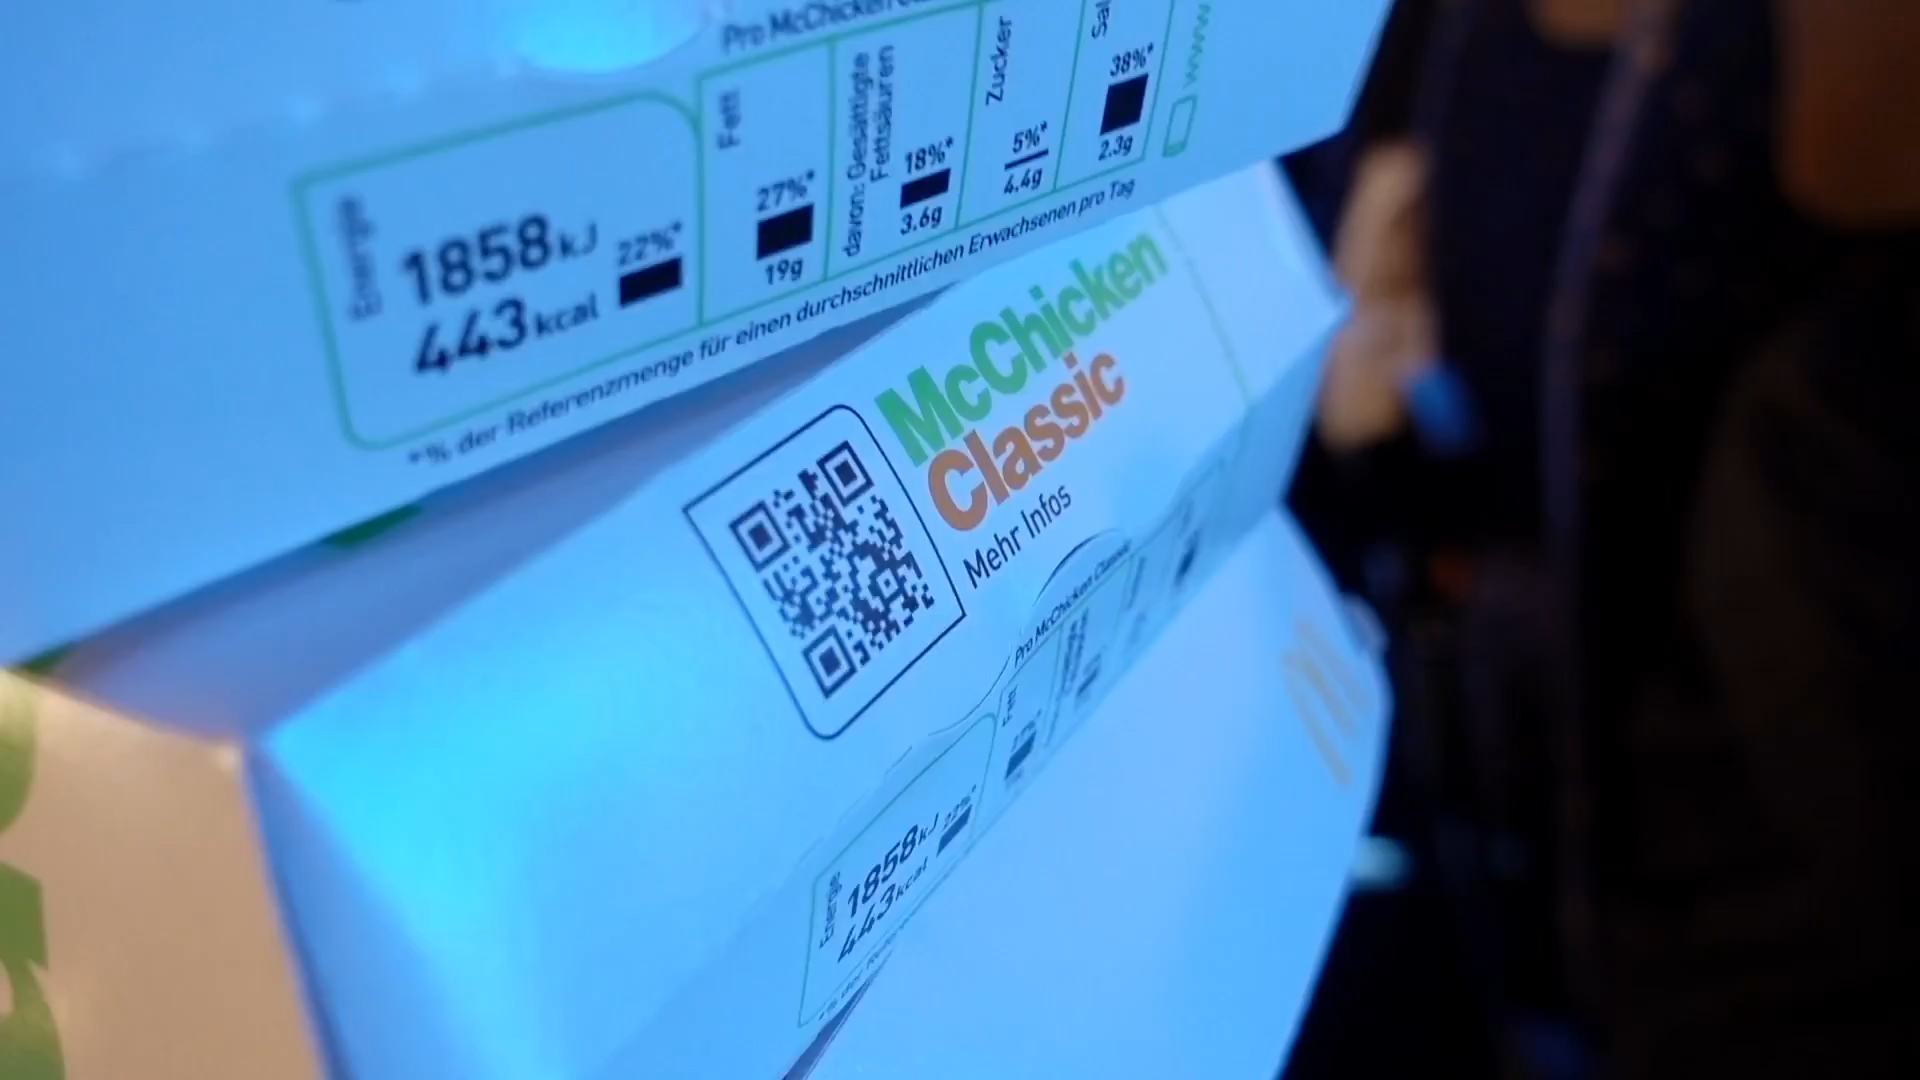 Pro McChicken
Energie
1858 kJ
443 kcal
22%*
Fett
27%*
19g
davon: Gesättigte
Fettsäuren
18%*
3.6g
Zucker
5%*
4.4g
38%*
2.3g
www
*% der Referenzmenge für einen durchschnittlichen Erwachsenen pro Tag
McChicken
Classic
Mehr Infos
Pro McChicken Classic
Energie
1858 kJ
443 kcal
22%*
Fett